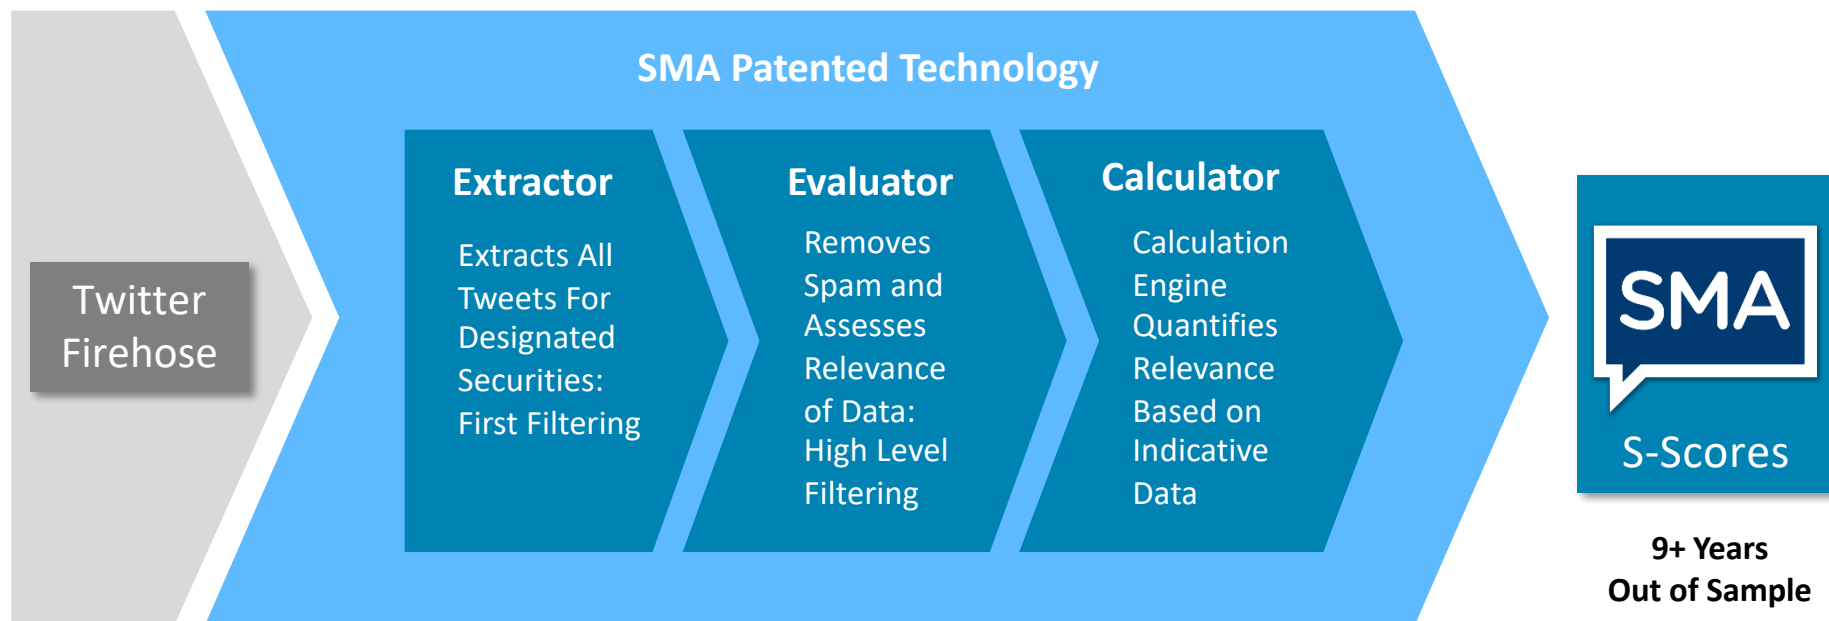 SMA Patented Technology
Twitter
Firehose
Extractor
Extracts All
Tweets For
Designated
Securities:
First Filtering
Evaluator
Removes
Spam and
Assesses
Relevance
of Data:
High Level
Filtering
Calculator
Calculation
Engine
Quantifies
Relevance
Based on
Indicative
Data
SMA
S-Scores
9+ Years
Out of Sample